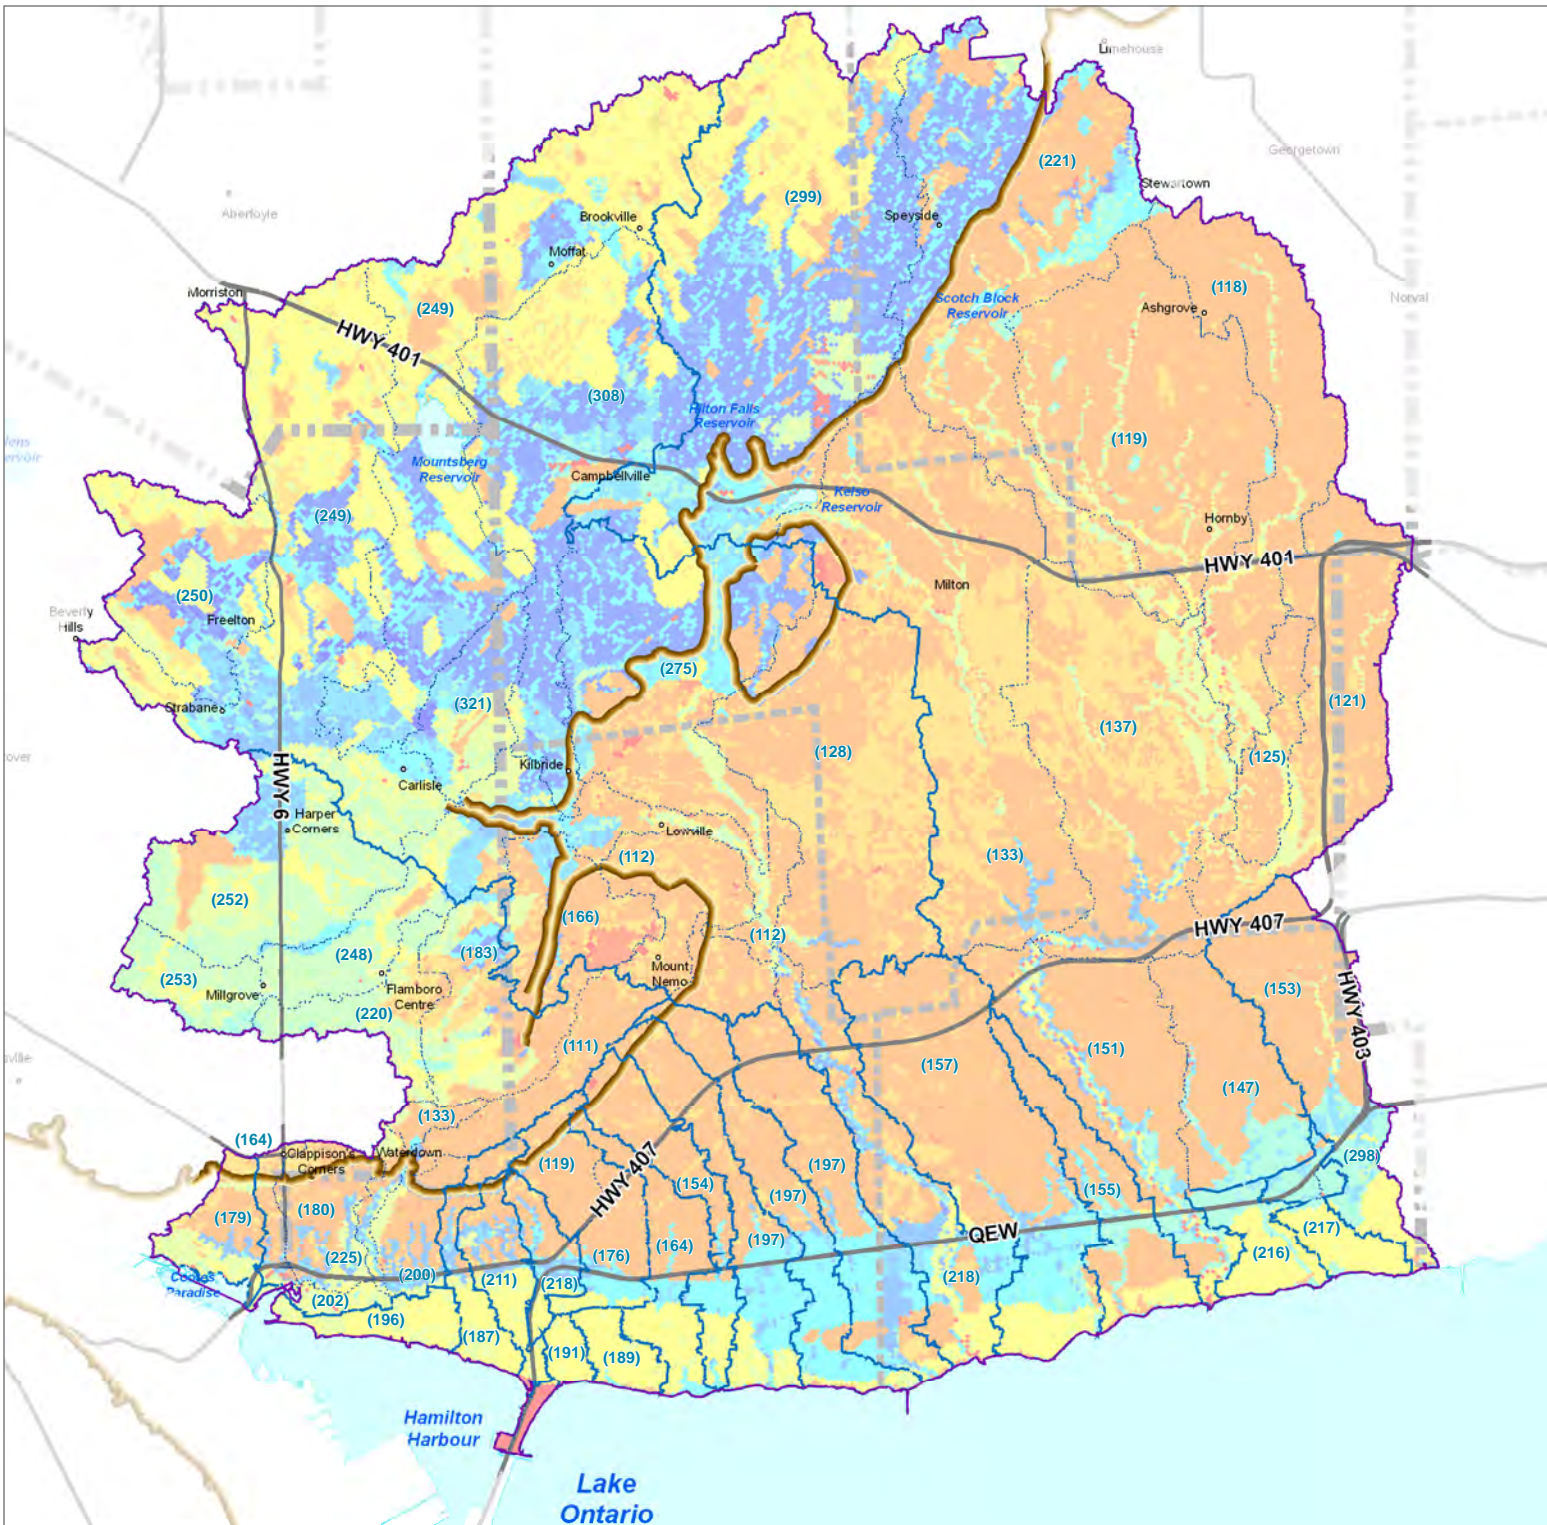 Limehouse
Georgetown
(221)
Stewartown
(299)
Aberfoyle
Brookville
Speyside
Moffat
Morriston
(249)
HWY 401
Scotch Block
Reservoir
(118)
Ashgrove
Norval
(308)
Hilton Falls
Reservoir
(119)
Mountsberg
Reservoir
Campbellville
Kelso
Reservoir
(249)
Hornby
HWY 401
Milton
(250)
Beverly
Hills
Freelton
(275)
Strabane
(321)
(121)
(137)
(128)
(125)
HWY 6
Kilbride
Carlisle
Harper
Corners
Lowville
(112)
(133)
(252)
(166)
HWY 407
(112)
(248)
(183)
Mount
Nemo
(253)
Millgrove
Flamboro
Centre
(220)
(153)
HWY 403
(111)
(151)
(157)
(147)
(133)
(164)
Clappison's
Corners
Waterdown
HWY 407
(119)
(197)
(154)
(197)
(155)
(298)
(179)
(180)
(197)
QEW
(217)
(216)
(225)
(176)
(164)
(200)
(211)
(218)
(218)
Cootes
Paradise
(202)
(196)
(187)
(191)
(189)
Hamilton
Harbour
Lake
Ontario